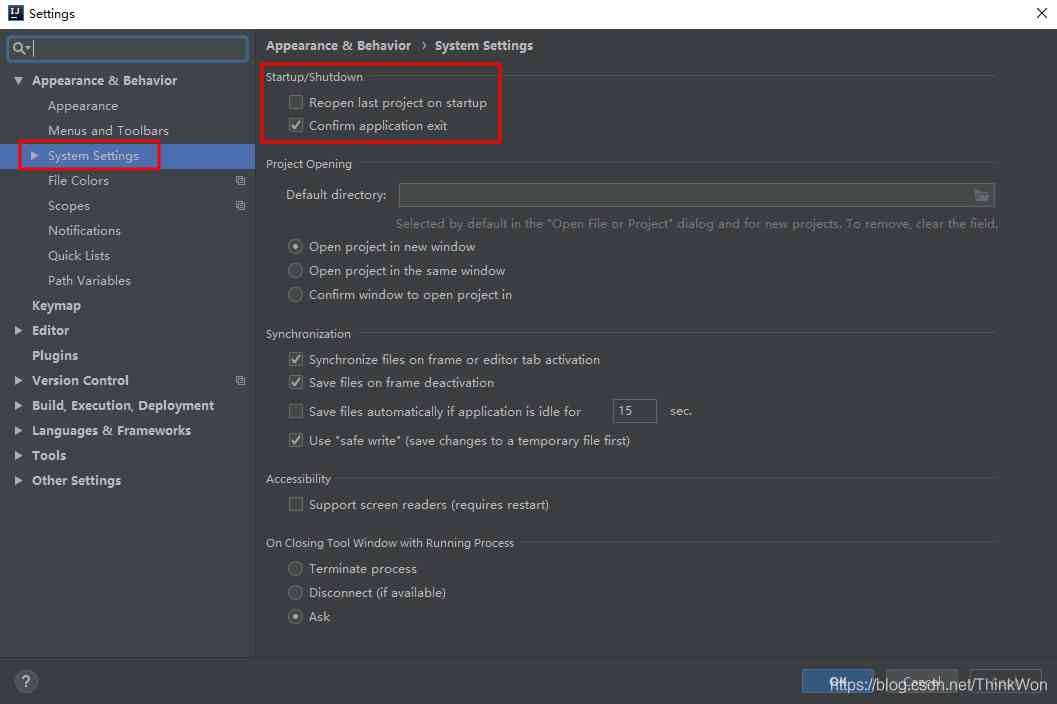 Settings
Appearance & Behavior
Appearance
Menus and Toolbars
System Settings
File Colors
Scopes
Notifications
Quick Lists
Path Variables
Keymap
Editor
Plugins
Version Control
Build, Execution, Deployment
Languages & Frameworks
Tools
Other Settings
Appearance & Behavior › System Settings
Startup/Shutdown
Reopen last project on startup
Confirm application exit
Project Opening
Default directory:
Selected by default in the "Open File or Project" dialog and for new projects. To remove, clear the field.
Open project in new window
Open project in the same window
Confirm window to open project in
Synchronization
Synchronize files on frame or editor tab activation
Save files on frame deactivation
Save files automatically if application is idle for 15 sec.
Use "safe write" (save changes to a temporary file first)
Accessibility
Support screen readers (requires restart)
On Closing Tool Window with Running Process
Terminate process
Disconnect (if available)
Ask
?
OK Cancel
https://blog.csdn.net/ThinkWon